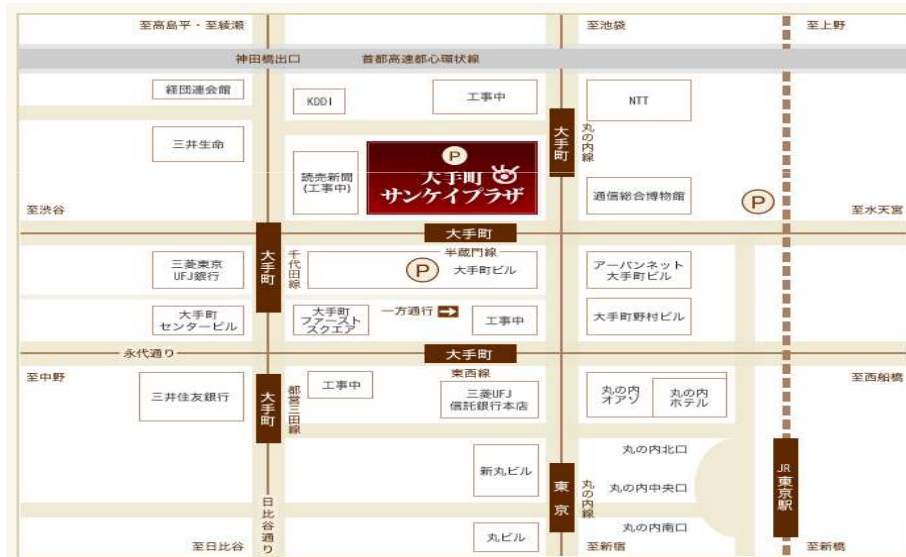 至高島平・至綾瀬
至池袋
至上野
神田橋出口
首都高速都心環状線
経団連会館
KDDI
工事中
NTT
三井生命
読売新聞
(工事中)
P
大手町
サンケイプラザ
大手町
丸の内線
通信総合博物館
P
至渋谷
至水天宮
大手町
半蔵門線
三菱東京
UFJ銀行
大手町
千代田線
P
大手町ビル
アーバンネット
大手町ビル
大手町
センタービル
大手町
ファースト
スクエア
一方通行
工事中
大手町野村ビル
永代通り
大手町
東西線
至中野
至西船橋
三井住友銀行
大手町
都営三田線
工事中
三菱UFJ
信託銀行本店
丸の内
オアゾ
丸の内
ホテル
新丸ビル
東京
丸の内線
丸の内北口
丸の内中央口
丸の内南口
JR東京駅
日比谷通り
丸ビル
至日比谷
至新宿
至新橋